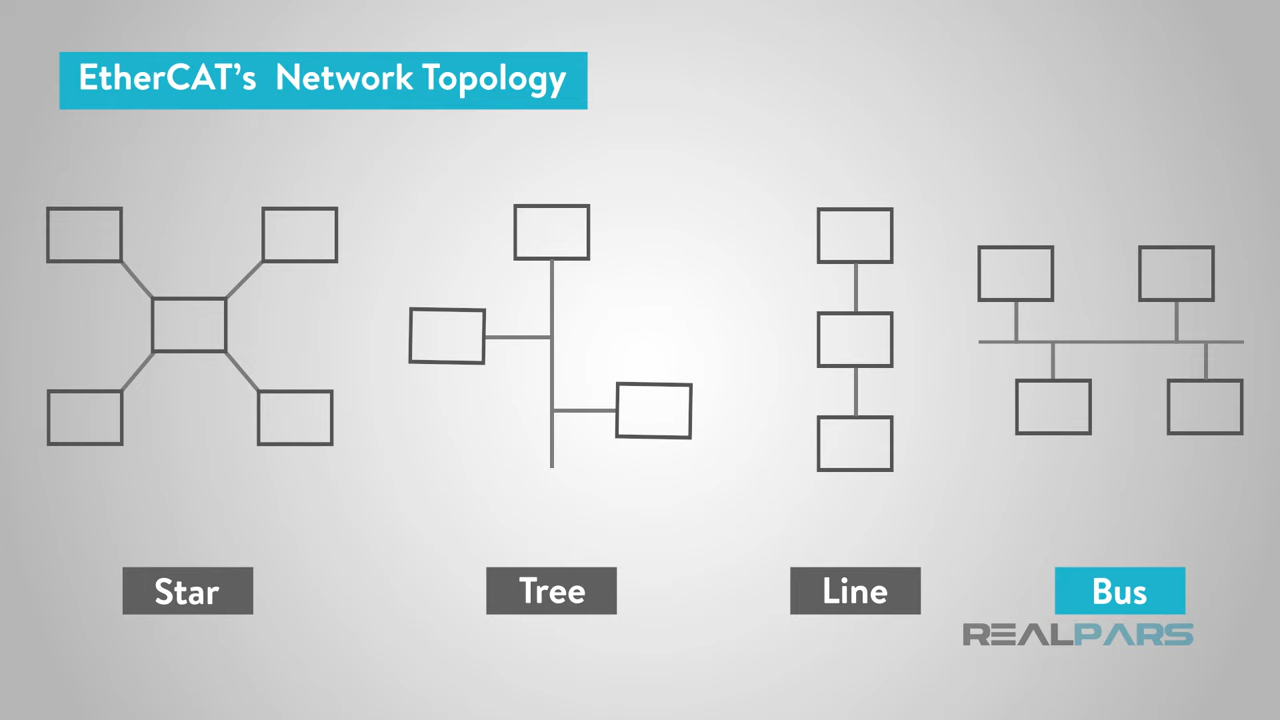 EtherCAT's Network Topology
Star
Tree
Line
Bus
REALPARS